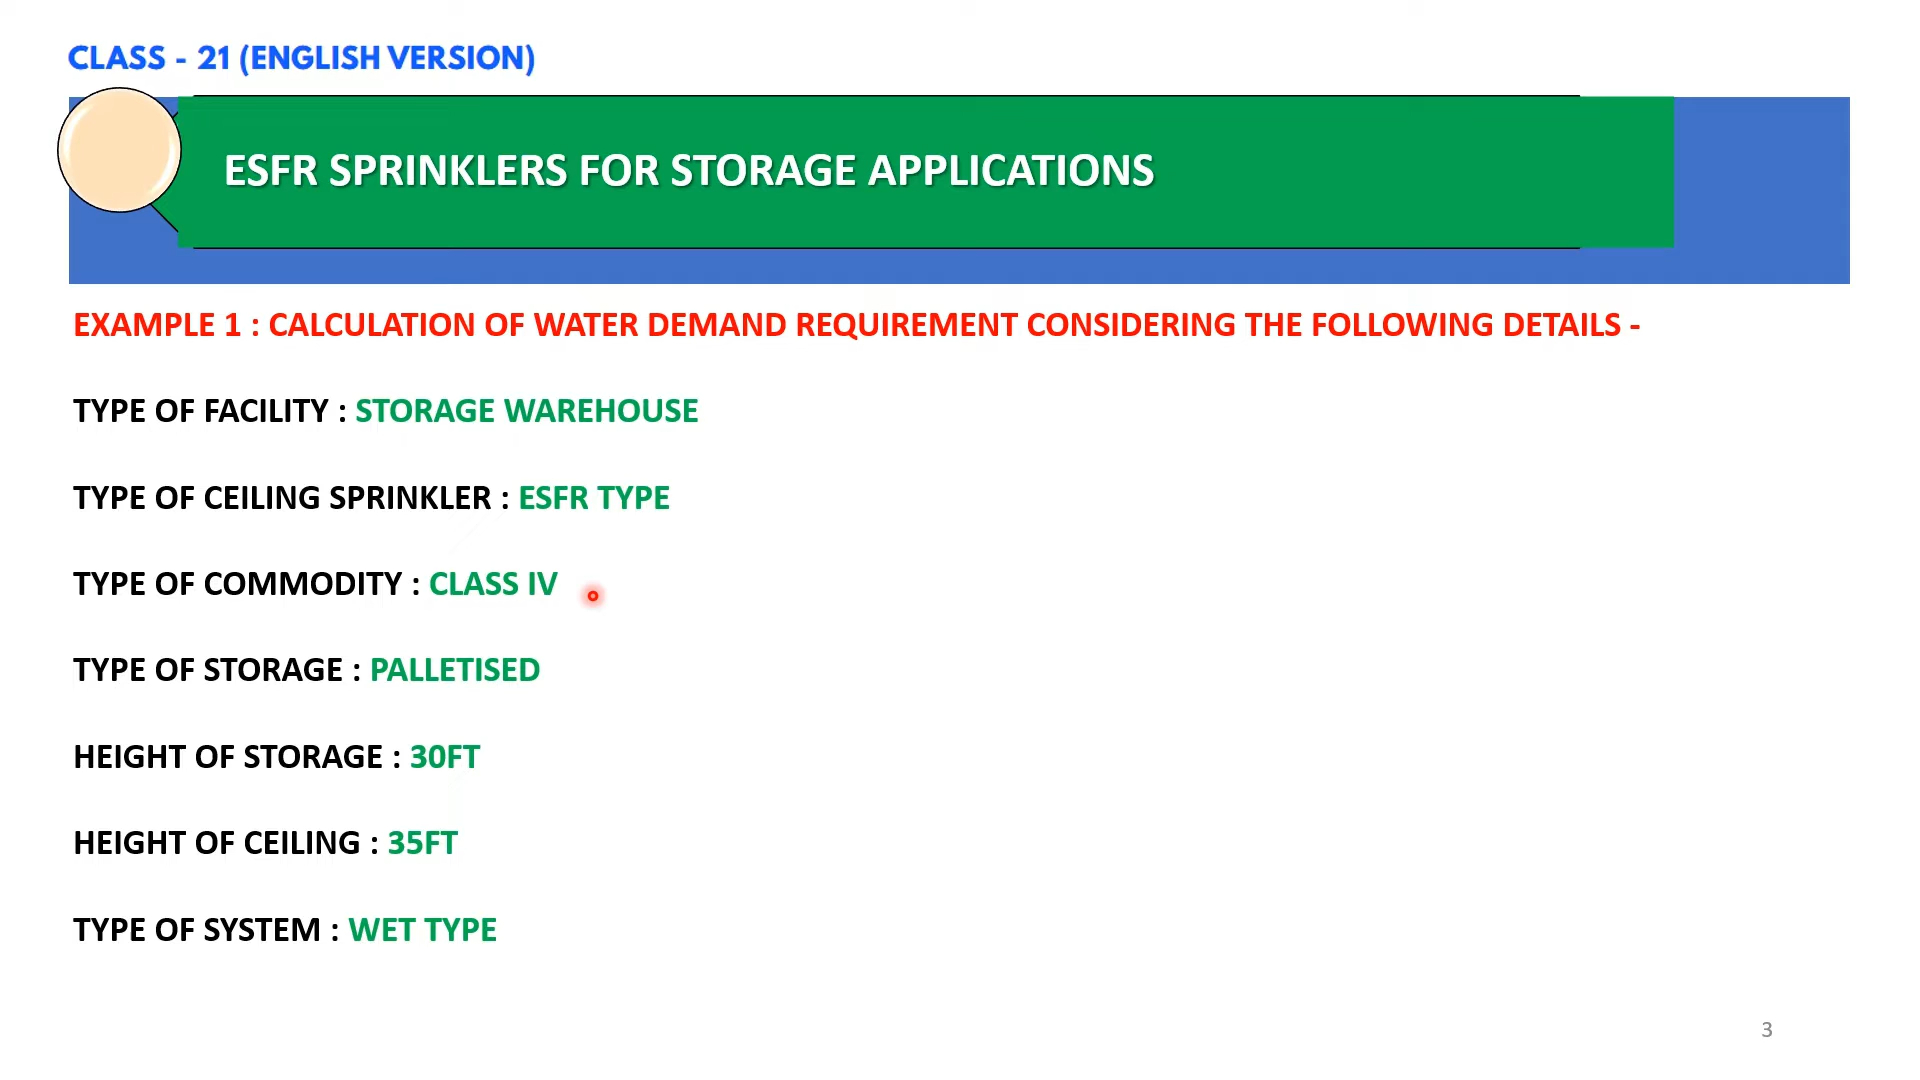 CLASS - 21 (ENGLISH VERSION)
ESFR SPRINKLERS FOR STORAGE APPLICATIONS
EXAMPLE 1 : CALCULATION OF WATER DEMAND REQUIREMENT CONSIDERING THE FOLLOWING DETAILS -
TYPE OF FACILITY : STORAGE WAREHOUSE
TYPE OF CEILING SPRINKLER : ESFR TYPE
TYPE OF COMMODITY : CLASS IV
TYPE OF STORAGE : PALLETISED
HEIGHT OF STORAGE : 30FT
HEIGHT OF CEILING : 35FT
TYPE OF SYSTEM : WET TYPE
3